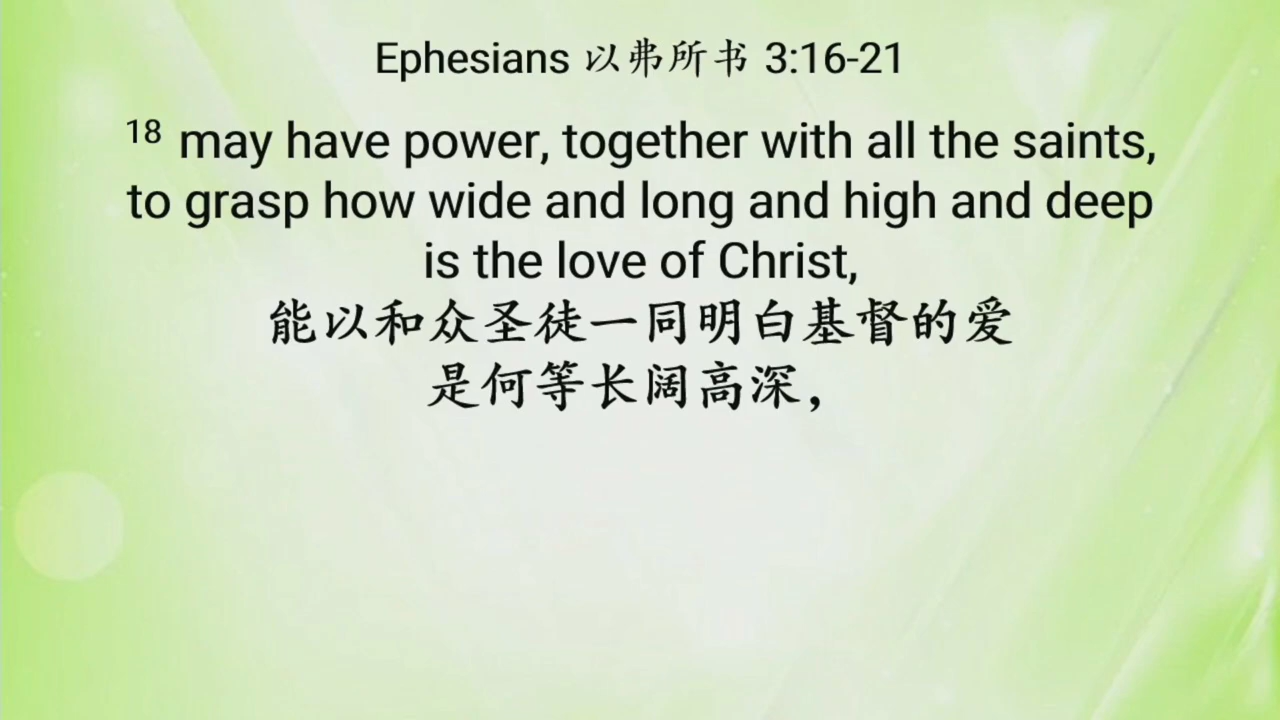 Ephesians 以弗所书 3:16-21
18 may have power, together with all the saints,
to grasp how wide and long and high and deep
is the love of Christ,
能以和众圣徒一同明白基督的爱
是何等长阔高深，